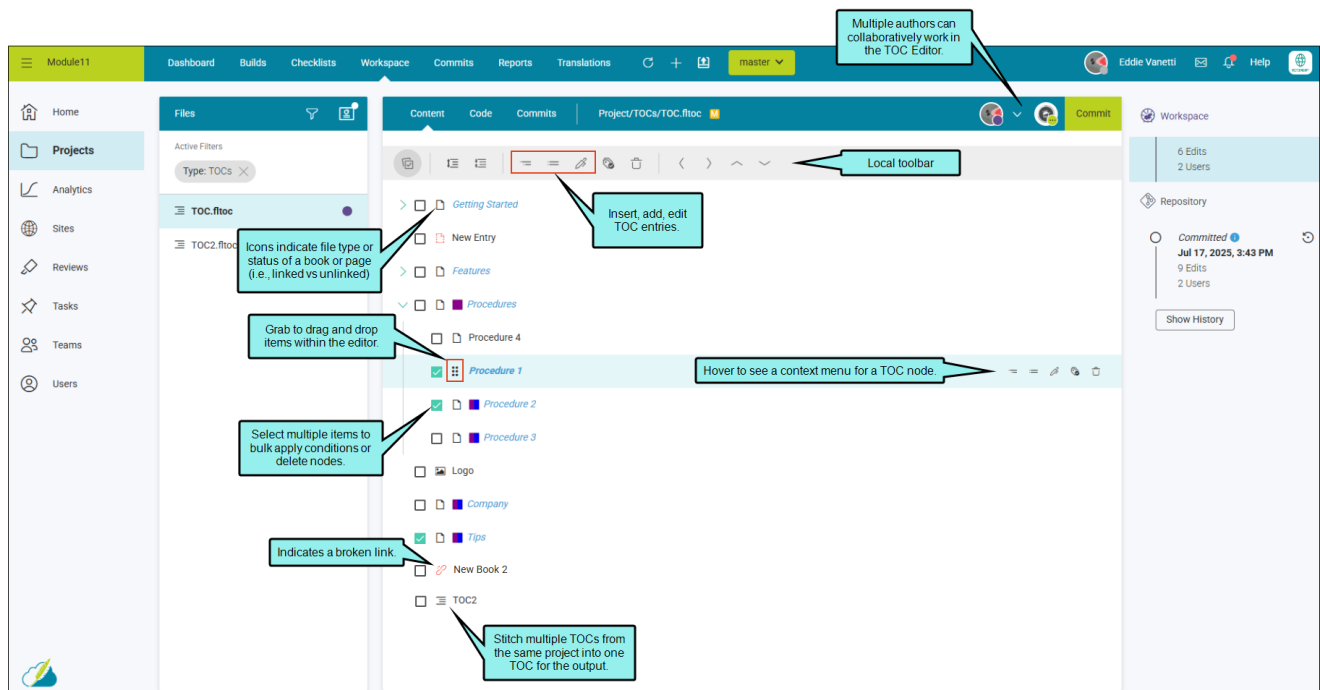 Multiple authors can
collaboratively work in
the TOC Editor.
Module11
Dashboard
Builds
Checklists
Workspace
Commits
Reports
Translations
master
Eddie Vanetti
Help
Home
Projects
Analytics
Sites
Reviews
Tasks
Teams
Users
Files
Active Filters
Type: TOCs
TOC.fltoc
TOC2.fltoc
Content
Code
Commits
Project/TOCs/TOC.fltoc
M
Commit
Local toolbar
Insert, add, edit
TOC entries.
Icons indicate file type or
status of a book or page
(i.e., linked vs unlinked)
Getting Started
New Entry
Features
Procedures
Grab to drag and drop
items within the editor.
Procedure 4
Procedure 1
Hover to see a context menu for a TOC node.
Procedure 2
Select multiple items to
bulk apply conditions or
delete nodes.
Procedure 3
Logo
Company
Tips
Indicates a broken link.
New Book 2
TOC2
Stitch multiple TOCs from
the same project into one
TOC for the output.
Workspace
6 Edits
2 Users
Repository
Committed
Jul 17, 2025, 3:43 PM
9 Edits
2 Users
Show History